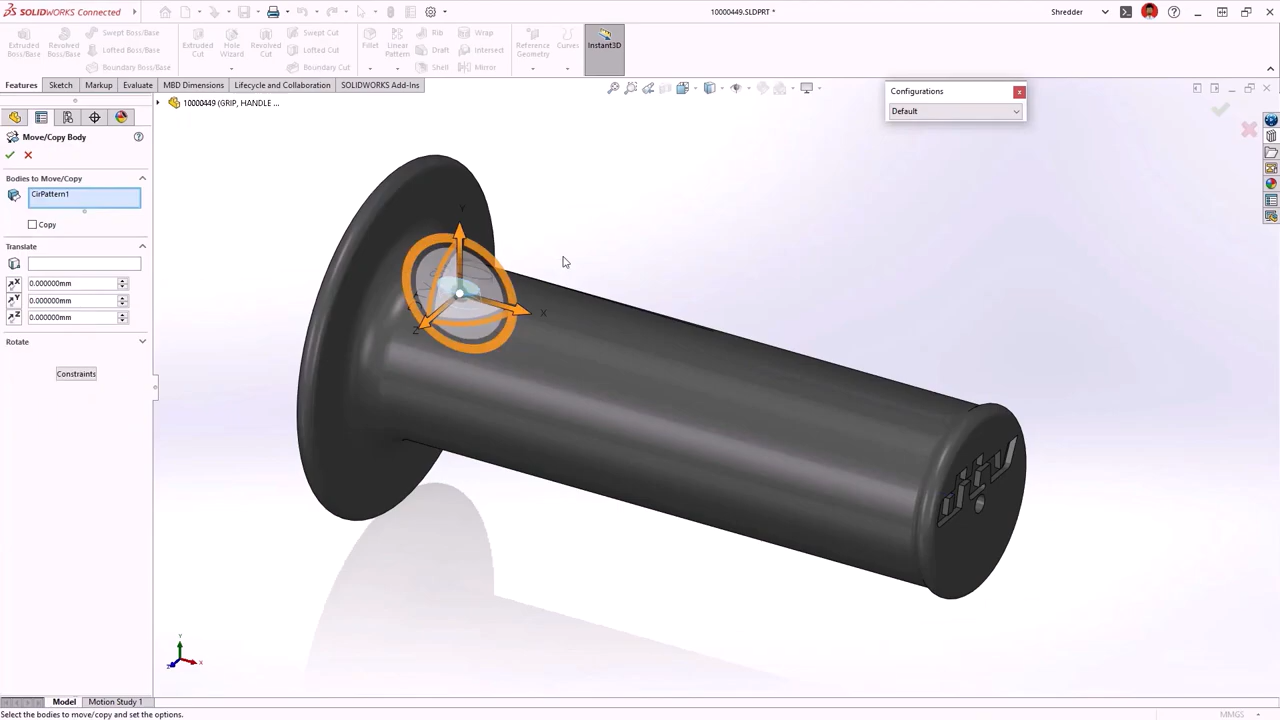 SOLIDWORKS Connected
10000449.SLDPRT *
Shredder
Extruded Boss/Base
Revolved Boss/Base
Swept Boss/Base
Lofted Boss/Base
Boundary Boss/Base
Extruded Cut
Hole Wizard
Revolved Cut
Swept Cut
Lofted Cut
Boundary Cut
Fillet
Linear Pattern
Rib
Draft
Shell
Wrap
Intersect
Mirror
Reference Geometry
Curves
Instant3D
Features
Sketch
Markup
Evaluate
MBD Dimensions
Lifecycle and Collaboration
SOLIDWORKS Add-Ins
10000449 (GRIP, HANDLE ...
Configurations
Default
Move/Copy Body
Bodies to Move/Copy
CirPattern1
Copy
Translate
0.000000mm
0.000000mm
0.000000mm
Rotate
Constraints
Y
X
Z
Y
X
Z
Model
Motion Study 1
Select the bodies to move/copy and set the options.
MMGS